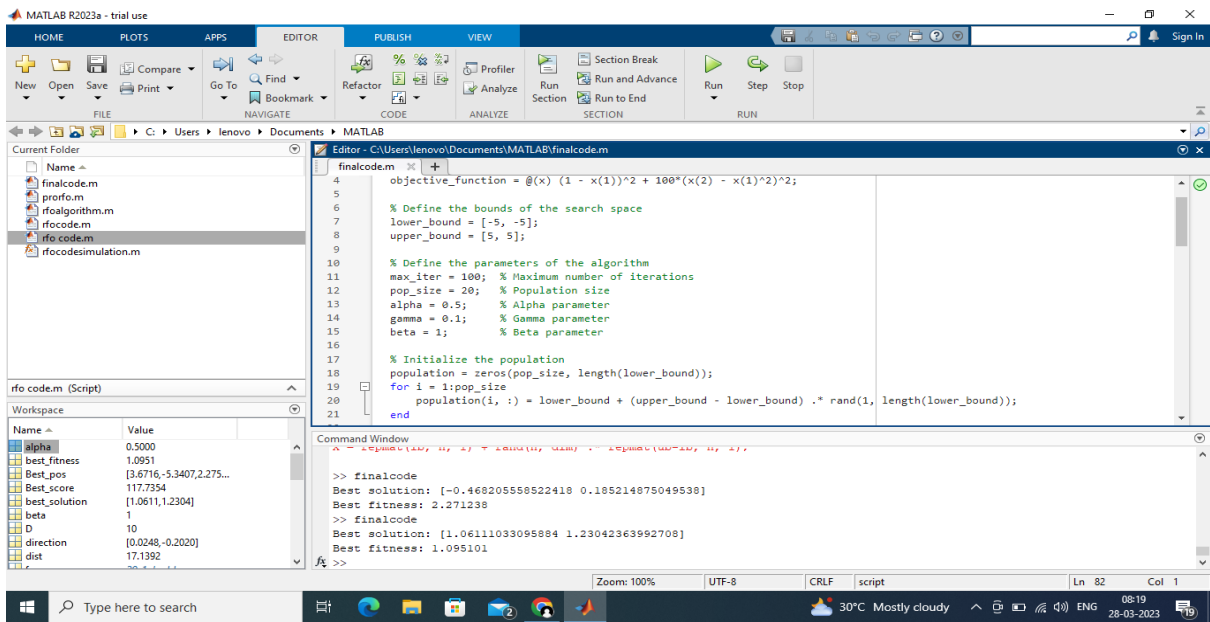 MATLAB R2023a - trial use
HOME PLOTS APPS EDITOR PUBLISH VIEW Sign In
New Open Save Compare Print Go To Find Bookmark Refactor Profiler Analyze Run Section Section Break Run and Advance Run to End Run Step Stop
FILE NAVIGATE CODE ANALYZE SECTION RUN
C: Users lenovo Documents MATLAB
Current Folder
Name
finalcode.m
prorfo.m
rfoalgorithm.m
rfocode.m
rfo code.m
rfocodesimulation.m
rfo code.m (Script)
Workspace
Name Value
alpha 0.5000
best_fitness 1.0951
Best_pos [3.6716,-5.3407,2.275...
Best_score 117.7354
best_solution [1.0611,1.2304]
beta 1
D 10
direction [0.0248,-0.2020]
dist 17.1392
Editor - C:\Users\lenovo\Documents\MATLAB\finalcode.m
finalcode.m
4 objective_function = @(x) (1 - x(1))^2 + 100*(x(2) - x(1)^2)^2;
5
6 % Define the bounds of the search space
7 lower_bound = [-5, -5];
8 upper_bound = [5, 5];
9
10 % Define the parameters of the algorithm
11 max_iter = 100; % Maximum number of iterations
12 pop_size = 20; % Population size
13 alpha = 0.5; % Alpha parameter
14 gamma = 0.1; % Gamma parameter
15 beta = 1; % Beta parameter
16
17 % Initialize the population
18 population = zeros(pop_size, length(lower_bound));
19 for i = 1:pop_size
20 population(i, :) = lower_bound + (upper_bound - lower_bound) .* rand(1, length(lower_bound));
21 end
Command Window
>> finalcode
Best solution: [-0.468205558522418 0.185214875049538]
Best fitness: 2.271238
>> finalcode
Best solution: [1.06111033095884 1.23042363992708]
Best fitness: 1.095101
fx >>
Zoom: 100% UTF-8 CRLF script Ln 82 Col 1
Type here to search
2
30°C Mostly cloudy ENG
08:19
28-03-2023
19